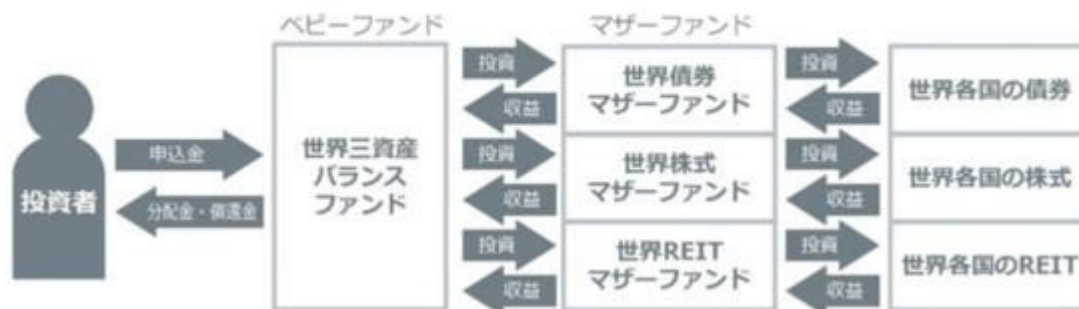 ベビーファンド
マザーファンド
投資者
申込金
分配金・償還金
世界三資産
バランス
ファンド
投資
収益
世界債券
マザーファンド
投資
収益
世界各国の債券
投資
収益
世界株式
マザーファンド
投資
収益
世界各国の株式
投資
収益
世界REIT
マザーファンド
投資
収益
世界各国のREIT